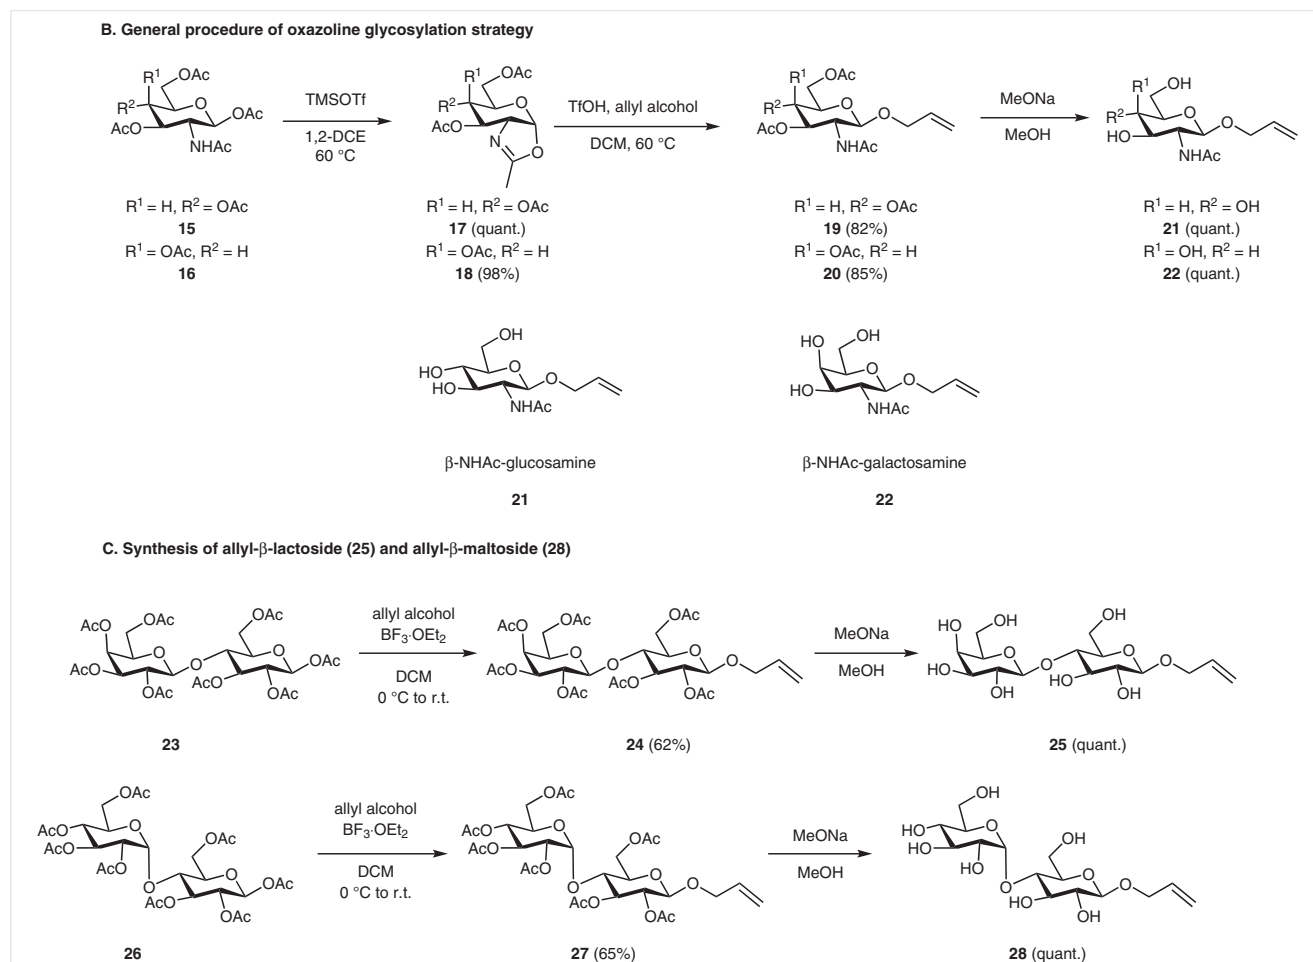 B. General procedure of oxazoline glycosylation strategy
R¹ OAc
R² O OAc
AcO
NHAc
TMSOTf
1,2-DCE
60 °C
R¹ OAc
R² O
AcO
N
O
TfOH, allyl alcohol
DCM, 60 °C
R¹ OAc
R² O O
AcO
NHAc
MeONa
MeOH
R¹ OH
R² O O
HO
NHAc
R¹ = H, R² = OAc
15
R¹ = OAc, R² = H
16
R¹ = H, R² = OAc
17 (quant.)
R¹ = OAc, R² = H
18 (98%)
R¹ = H, R² = OAc
19 (82%)
R¹ = OAc, R² = H
20 (85%)
R¹ = H, R² = OH
21 (quant.)
R¹ = OH, R² = H
22 (quant.)
OH
HO O O
HO
NHAc
β-NHAc-glucosamine
21
HO OH
O O
HO
NHAc
β-NHAc-galactosamine
22
C. Synthesis of allyl-β-lactoside (25) and allyl-β-maltoside (28)
AcO OAc OAc
O O O OAc
AcO AcO
OAc OAc
23
allyl alcohol
BF₃·OEt₂
DCM
0 °C to r.t.
AcO OAc OAc
O O O O
AcO AcO
OAc OAc
24 (62%)
MeONa
MeOH
HO OH OH
O O O O
HO HO
OH OH
25 (quant.)
OAc
AcO O
AcO OAc
AcO O
O OAc
AcO
OAc
26
allyl alcohol
BF₃·OEt₂
DCM
0 °C to r.t.
OAc
AcO O
AcO OAc
AcO O
O O
AcO
OAc
27 (65%)
MeONa
MeOH
OH
HO O
HO OH
HO O
O O
HO
OH
28 (quant.)